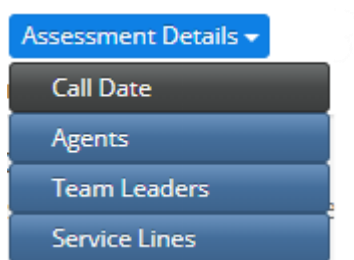 Assessment Details
Call Date
Agents
Team Leaders
Service Lines